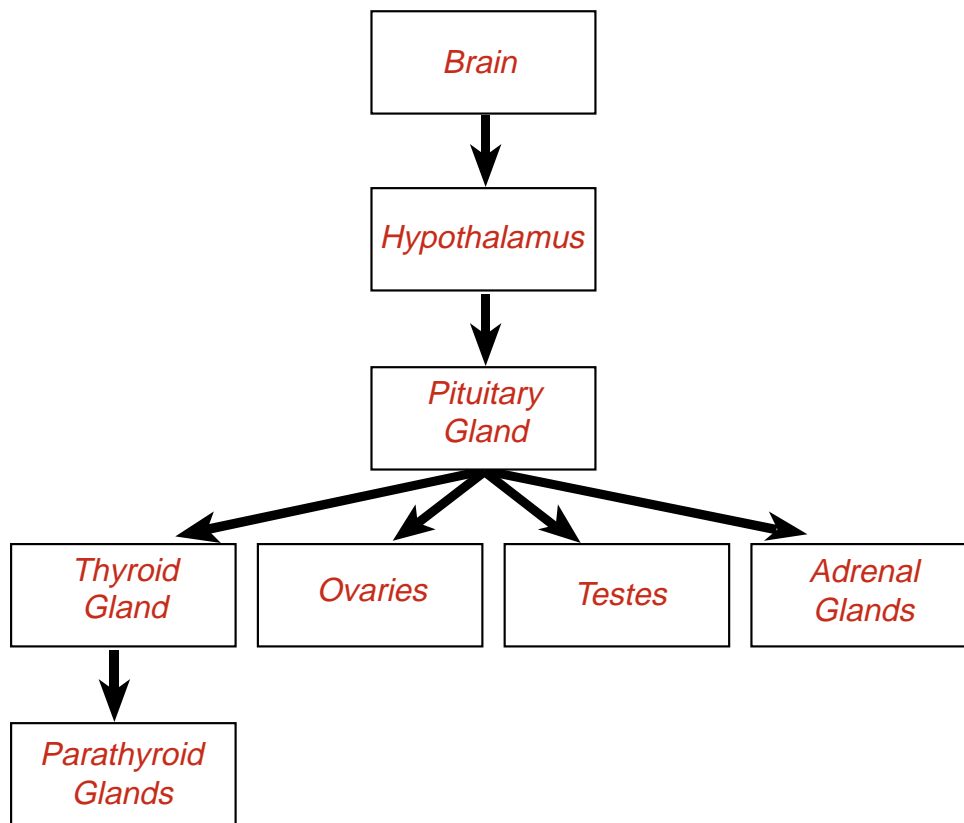 Brain
Hypothalamus
Pituitary
Gland
Thyroid
Gland
Ovaries
Testes
Adrenal
Glands
Parathyroid
Glands